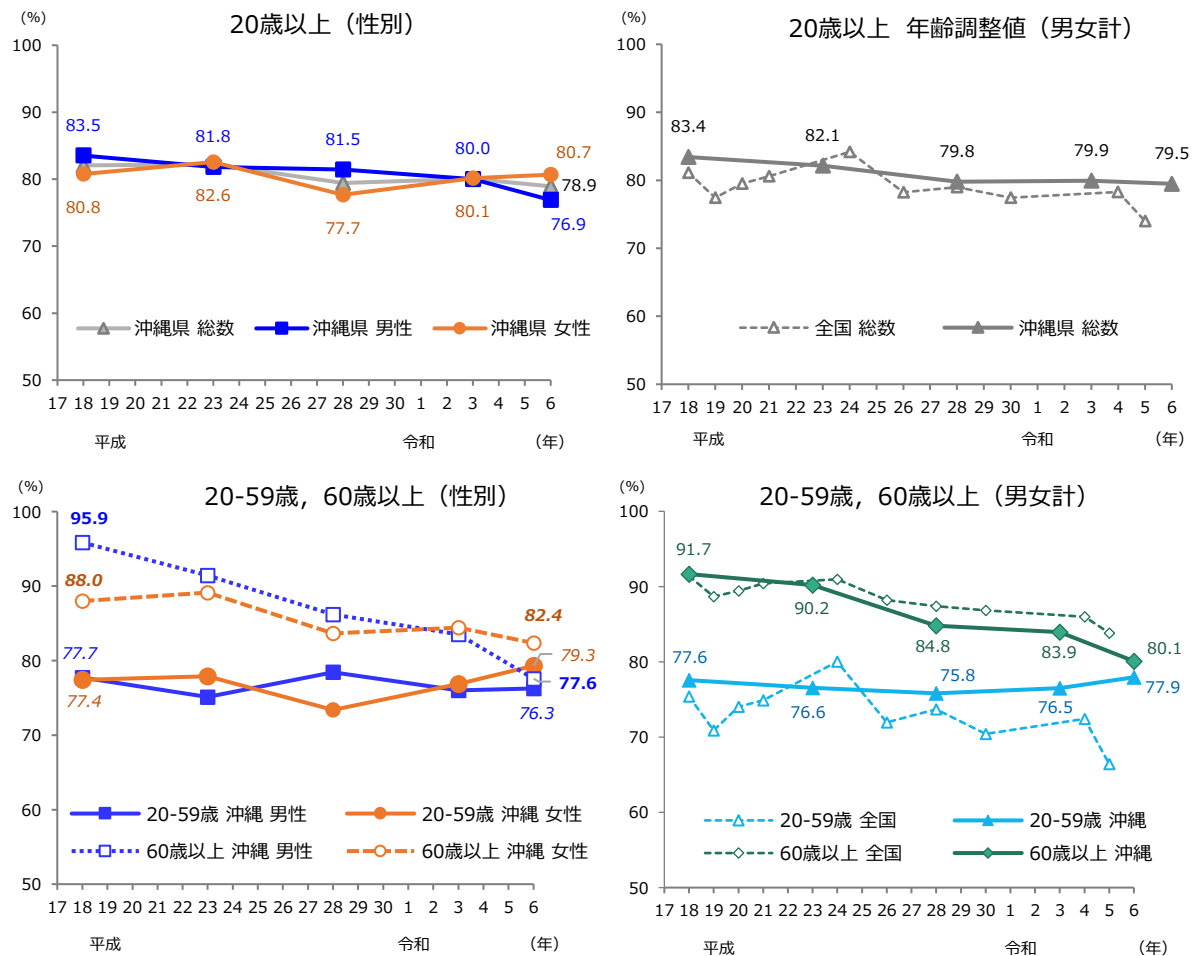 (%)
20歳以上（性別）
100
90
80
70
60
50
83.5
81.8
81.5
80.0
80.7
78.9
76.9
80.8
82.6
77.7
80.1
沖縄県 総数
沖縄県 男性
沖縄県 女性
17 18 19 20 21 22 23 24 25 26 27 28 29 30 1 2 3 4 5 6
平成
令和
(年)
(%)
20歳以上 年齢調整値（男女計）
100
90
80
70
60
50
83.4
82.1
79.8
79.9
79.5
全国 総数
沖縄県 総数
17 18 19 20 21 22 23 24 25 26 27 28 29 30 1 2 3 4 5 6
平成
令和
(年)
(%)
20-59歳，60歳以上（性別）
100
90
80
70
60
50
95.9
88.0
77.7
77.4
82.4
79.3
77.6
76.3
20-59歳 沖縄 男性
20-59歳 沖縄 女性
60歳以上 沖縄 男性
60歳以上 沖縄 女性
17 18 19 20 21 22 23 24 25 26 27 28 29 30 1 2 3 4 5 6
平成
令和
(年)
(%)
20-59歳，60歳以上（男女計）
100
90
80
70
60
50
91.7
90.2
84.8
83.9
80.1
77.6
76.6
75.8
76.5
77.9
20-59歳 全国
20-59歳 沖縄
60歳以上 全国
60歳以上 沖縄
17 18 19 20 21 22 23 24 25 26 27 28 29 30 1 2 3 4 5 6
平成
令和
(年)